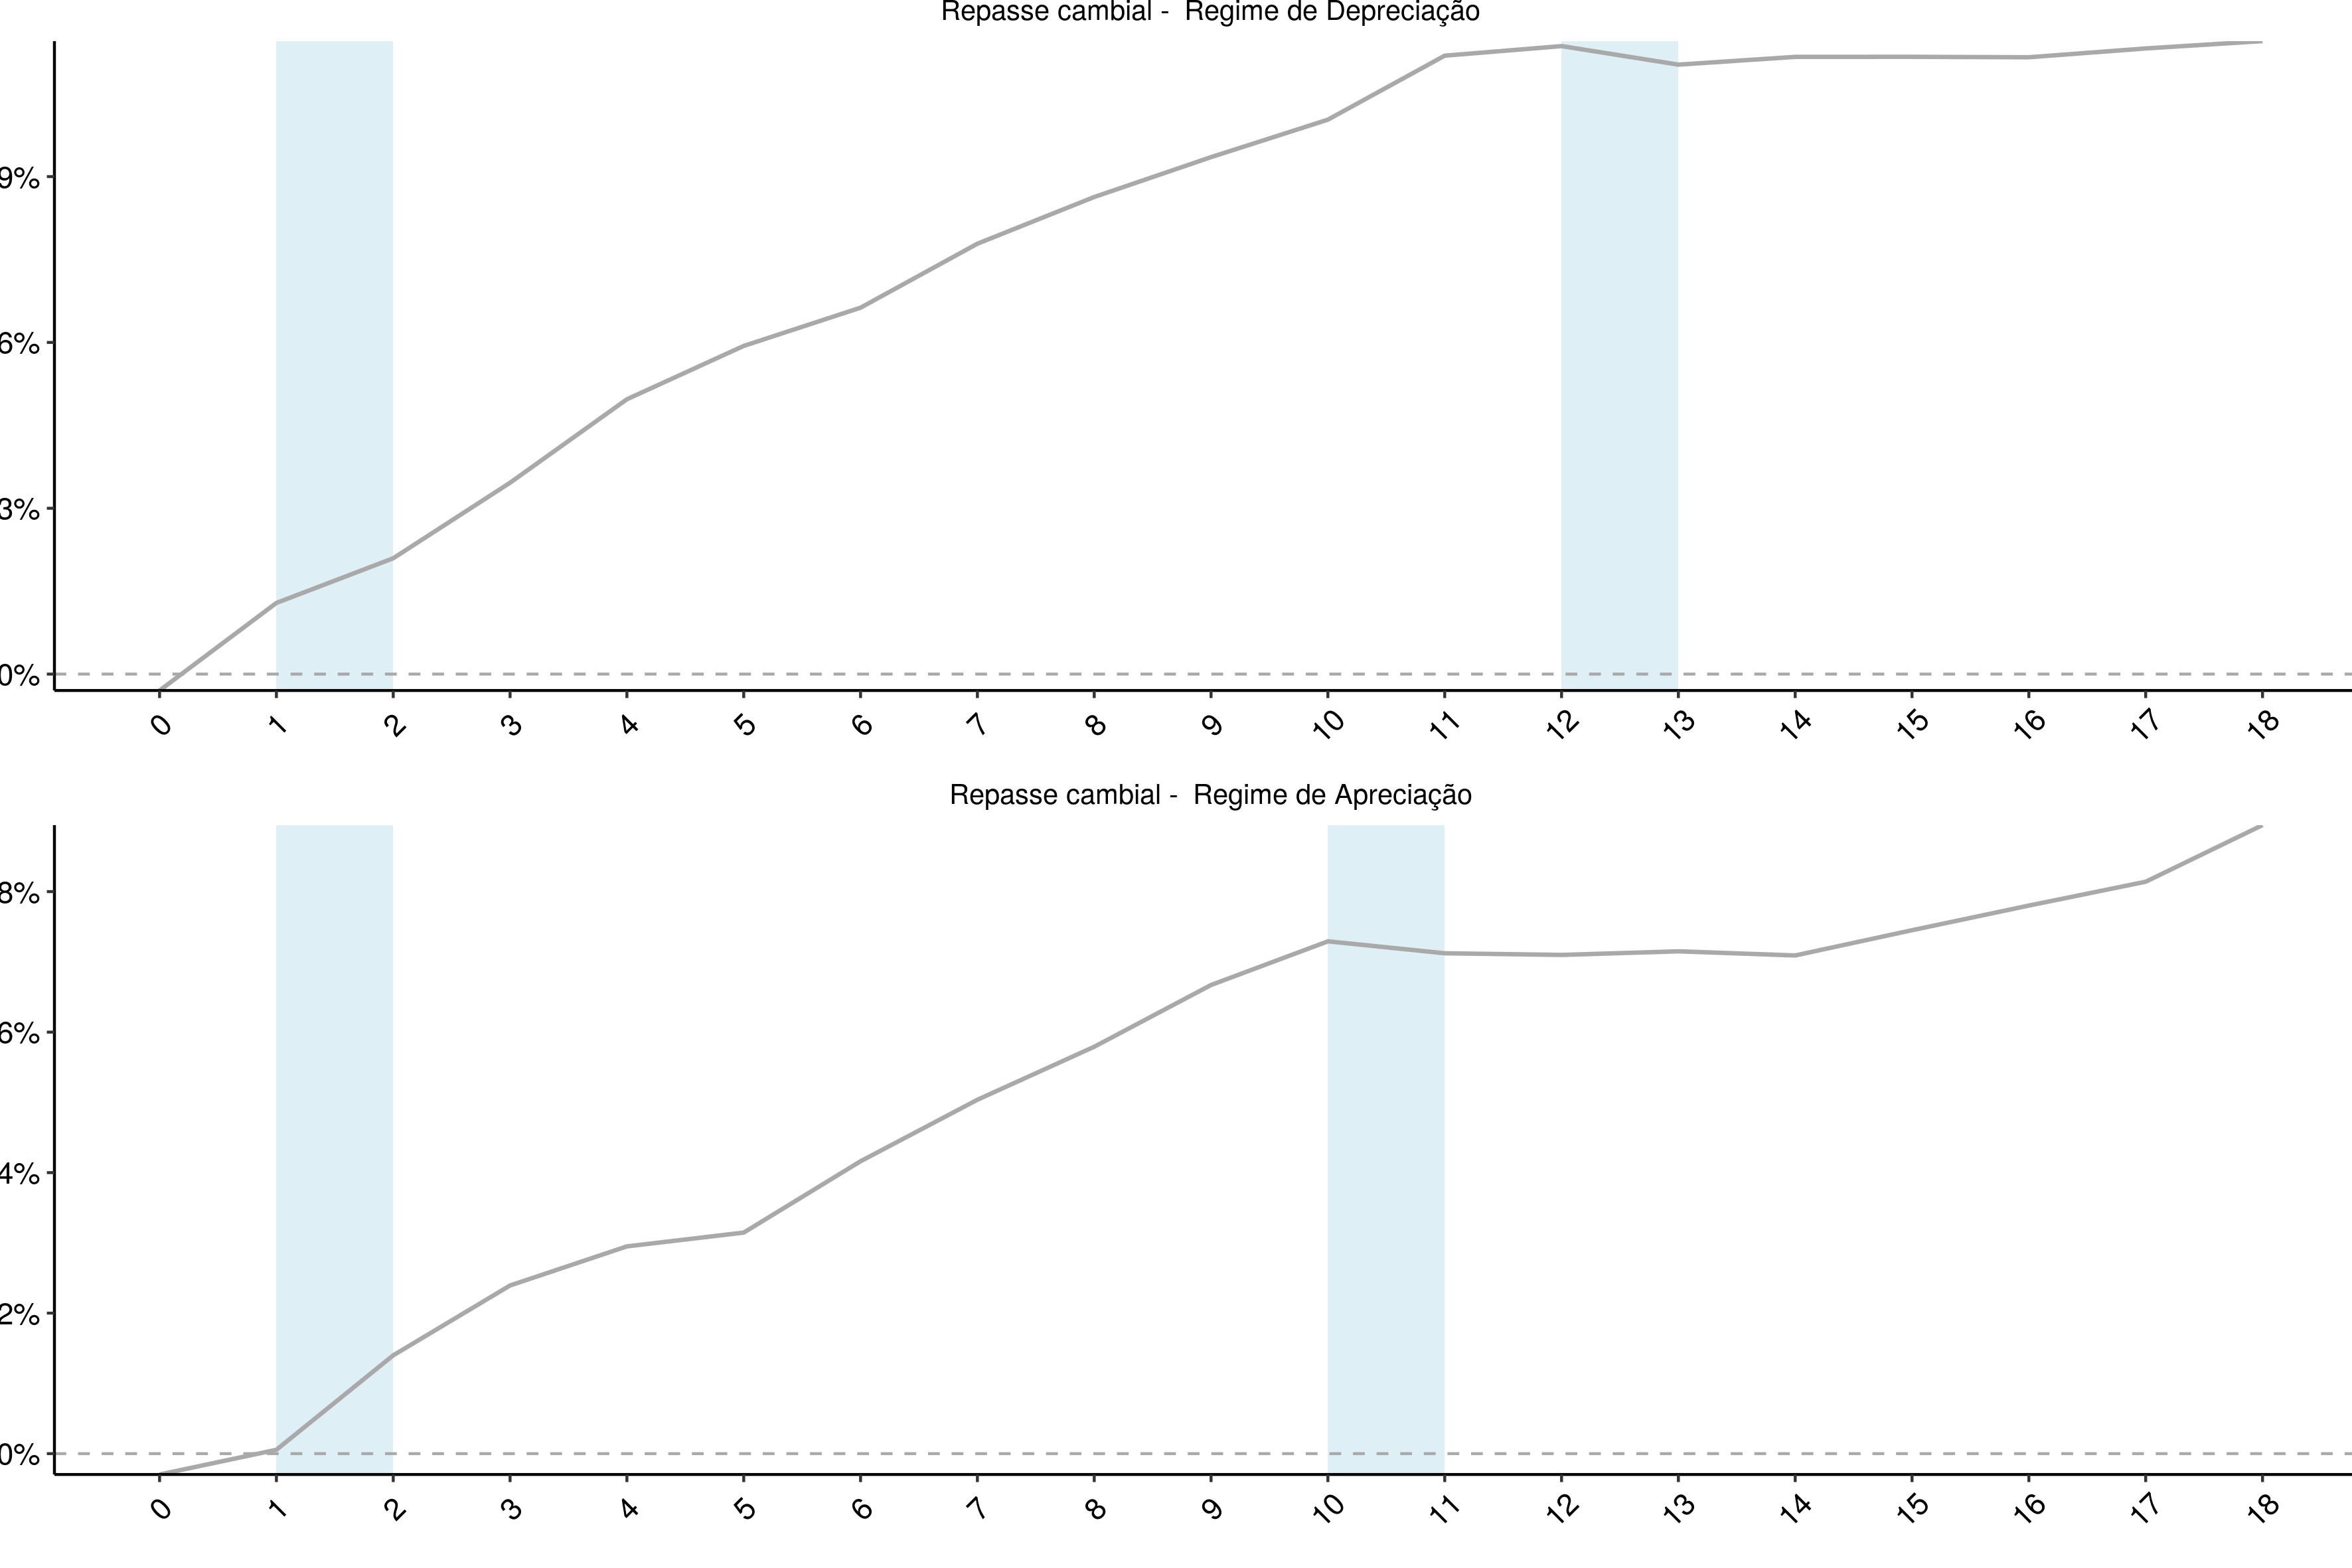 Repasse cambial -  Regime de Depreciação
9%
6%
3%
0%
0 1 2 3 4 5 6 7 8 9 10 11 12 13 14 15 16 17 18
Repasse cambial -  Regime de Apreciação
8%
6%
4%
2%
0%
0 1 2 3 4 5 6 7 8 9 10 11 12 13 14 15 16 17 18